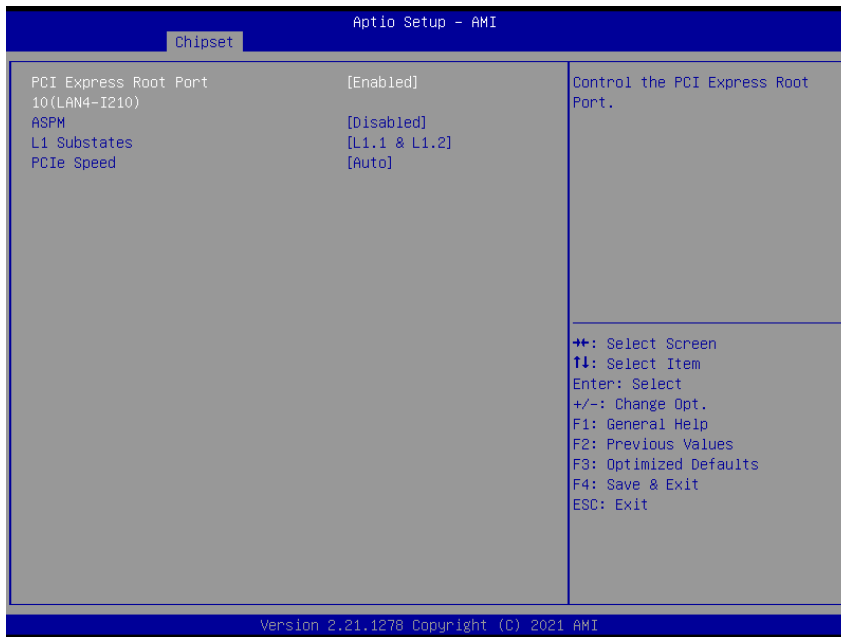 Aptio Setup – AMI
Chipset
PCI Express Root Port [Enabled]
10(LAN4-I210)
ASPM [Disabled]
L1 Substates [L1.1 & L1.2]
PCIe Speed [Auto]
Control the PCI Express Root
Port.
→←: Select Screen
↑↓: Select Item
Enter: Select
+/-: Change Opt.
F1: General Help
F2: Previous Values
F3: Optimized Defaults
F4: Save & Exit
ESC: Exit
Version 2.21.1278 Copyright (C) 2021 AMI